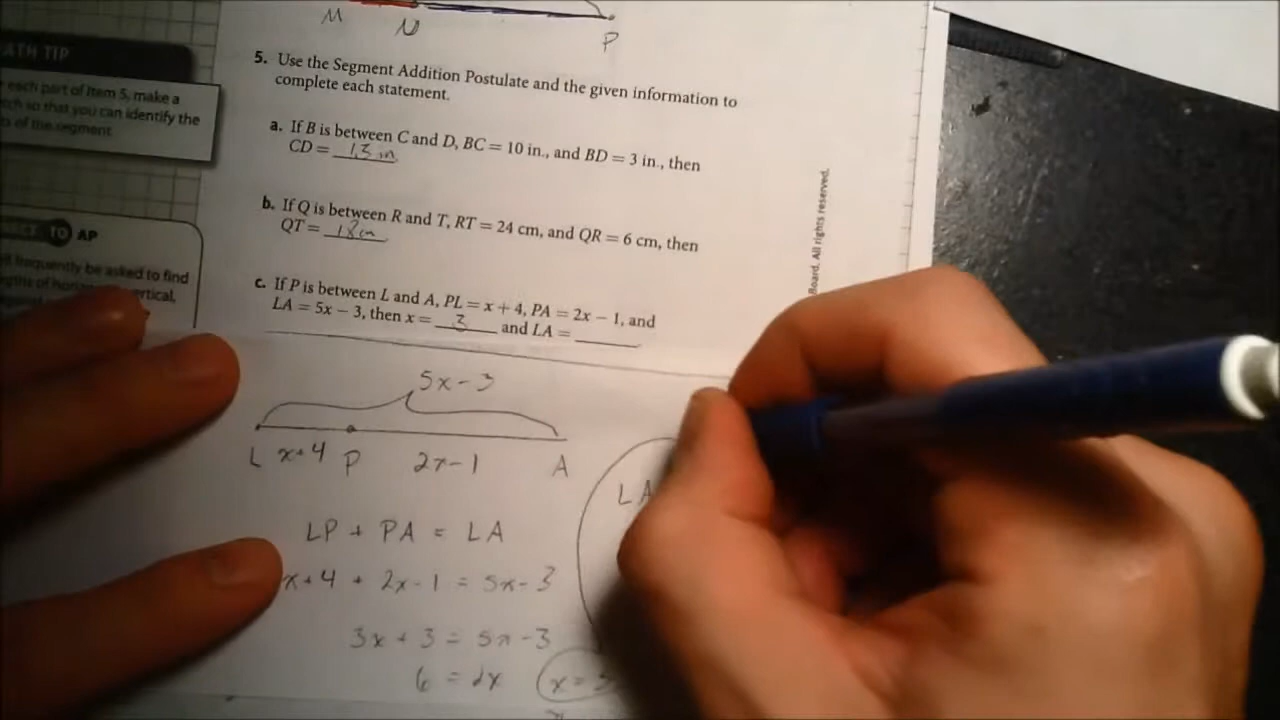 M
N
P
TH TIP
each part of Item 5, make a
so that you can identify the
of the segment.
5. Use the Segment Addition Postulate and the given information to
complete each statement.
a. If B is between C and D, BC = 10 in., and BD = 3 in., then
CD = 13 in
b. If Q is between R and T, RT = 24 cm, and QR = 6 cm, then
QT = 18cm
TO AP
frequently be asked to find
of vertical,
c. If P is between L and A, PL = x + 4, PA = 2x − 1, and
LA = 5x − 3, then x = 3 and LA =
Board. All rights reserved.
5x-3
L x+4 P 2x-1 A
LA
LP + PA = LA
x+4 + 2x-1 = 5x-3
3x + 3 = 5x-3
6 = 2x x = 3